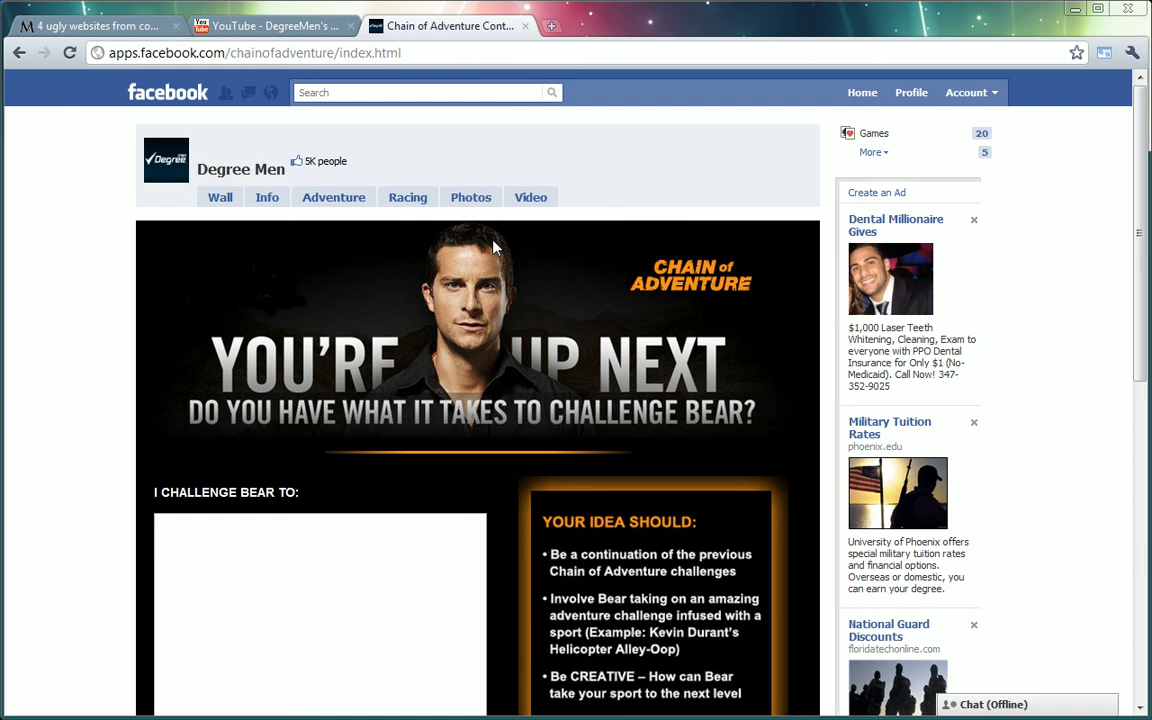 4 ugly websites from co...
YouTube - DegreeMen's ...
Chain of Adventure Cont...
apps.facebook.com/chainofadventure/index.html
facebook
Search
Home
Profile
Account
Degree
Degree Men
5K people
Wall
Info
Adventure
Racing
Photos
Video
CHAIN of
ADVENTURE
YOU'RE UP NEXT
DO YOU HAVE WHAT IT TAKES TO CHALLENGE BEAR?
I CHALLENGE BEAR TO:
YOUR IDEA SHOULD:
• Be a continuation of the previous
Chain of Adventure challenges
• Involve Bear taking on an amazing
adventure challenge infused with a
sport (Example: Kevin Durant's
Helicopter Alley-Oop)
• Be CREATIVE – How can Bear
take your sport to the next level
Games
20
More
5
Create an Ad
Dental Millionaire
Gives
$1,000 Laser Teeth
Whitening, Cleaning, Exam to
everyone with PPO Dental
Insurance for Only $1 (No-
Medicaid). Call Now! 347-
352-9025
Military Tuition
Rates
phoenix.edu
University of Phoenix offers
special military tuition rates
and financial options.
Overseas or domestic, you
can earn your degree.
National Guard
Discounts
floridatechonline.com
Chat (Offline)